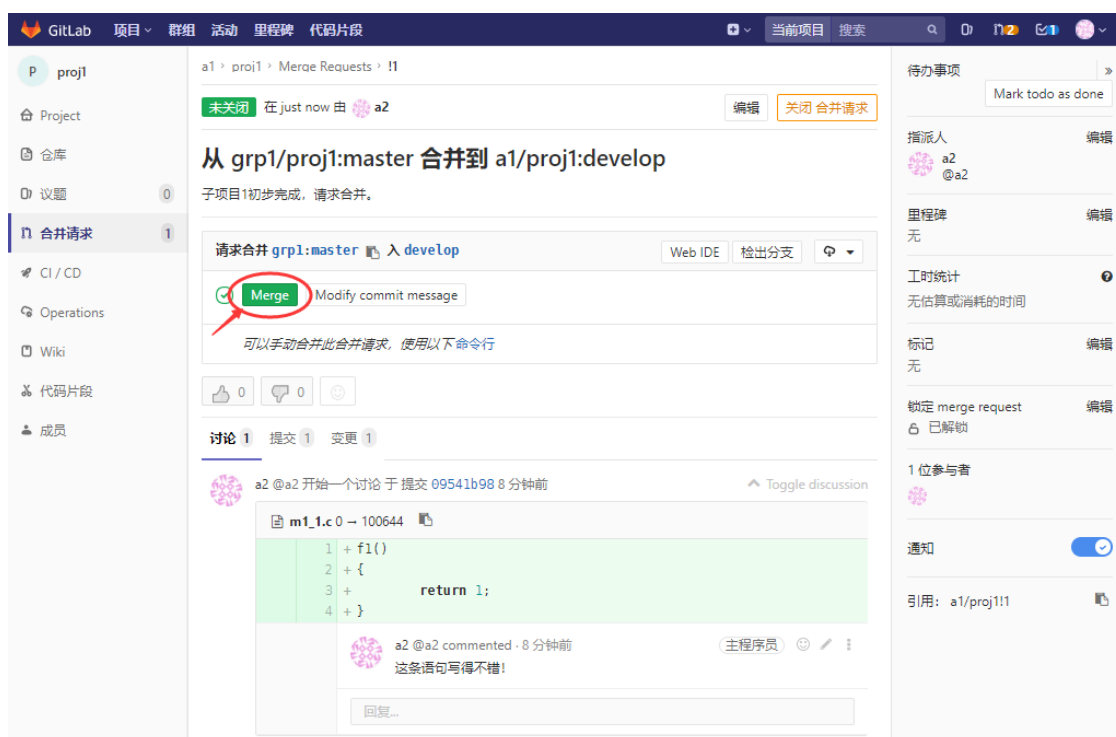 GitLab 项目 群组 活动 里程碑 代码片段 当前项目 搜索 2 1
P proj1
Project
仓库
议题 0
合并请求 1
CI / CD
Operations
Wiki
代码片段
成员
a1 › proj1 › Merge Requests › !1
未关闭 在 just now 由 a2 编辑 关闭 合并请求
从 grp1/proj1:master 合并到 a1/proj1:develop
子项目1初步完成，请求合并。
请求合并 grp1:master 入 develop Web IDE 检出分支
Merge Modify commit message
可以手动合并此合并请求，使用以下命令行
0 0
讨论 1 提交 1 变更 1
a2 @a2 开始一个讨论 于 提交 09541b98 8 分钟前 Toggle discussion
m1_1.c 0 → 100644
1 + f1()
2 + {
3 + return 1;
4 + }
a2 @a2 commented · 8 分钟前 主程序员
这条语句写得不错!
回复...
待办事项 »
Mark todo as done
指派人 编辑
a2
@a2
里程碑 编辑
无
工时统计 ?
无估算或消耗的时间
标记 编辑
无
锁定 merge request 编辑
已解锁
1 位参与者
通知
引用： a1/proj1!1